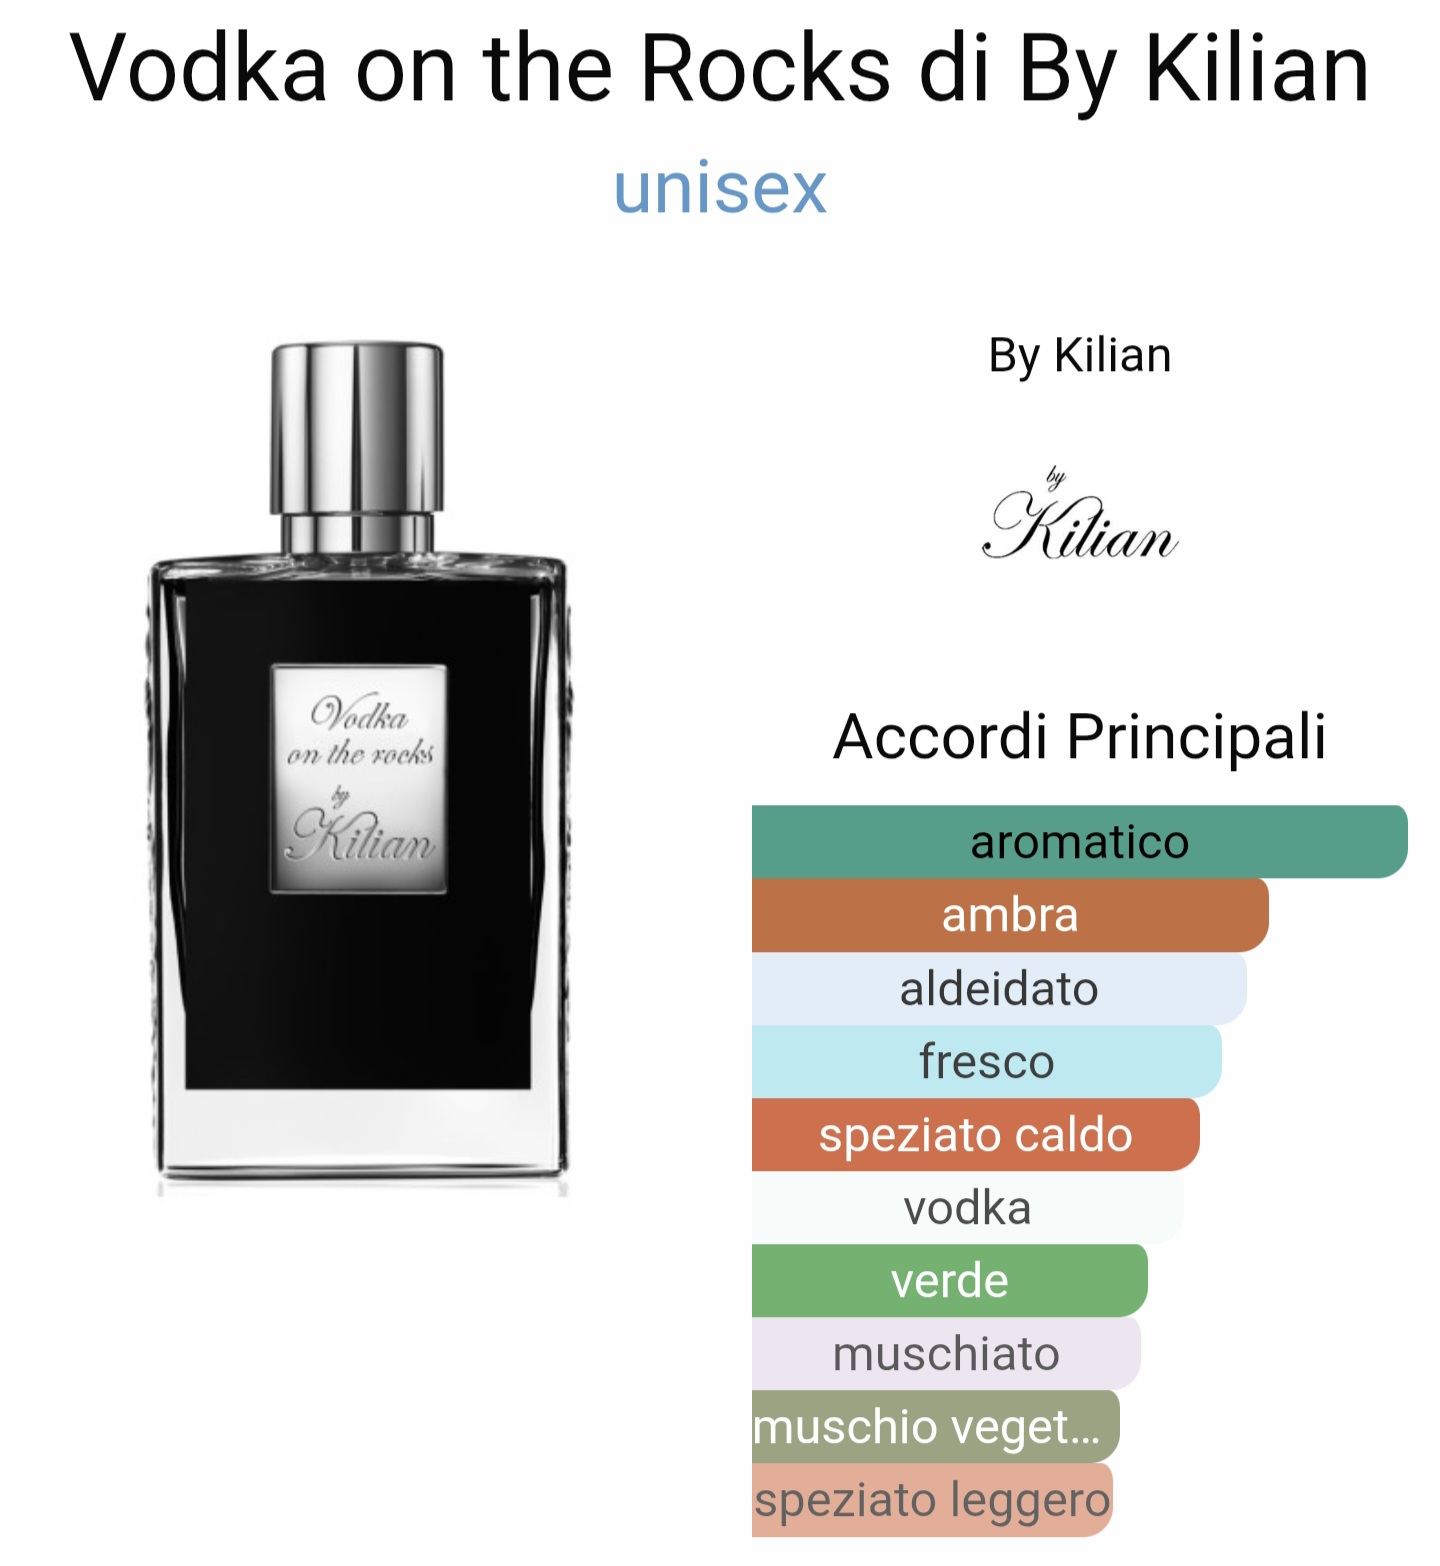 Vodka on the Rocks di By Kilian
unisex
Vodka
on the rocks
by
Kilian
By Kilian
by
Kilian
Accordi Principali
aromatico
ambra
aldeidato
fresco
speziato caldo
vodka
verde
muschiato
muschio veget...
speziato leggero